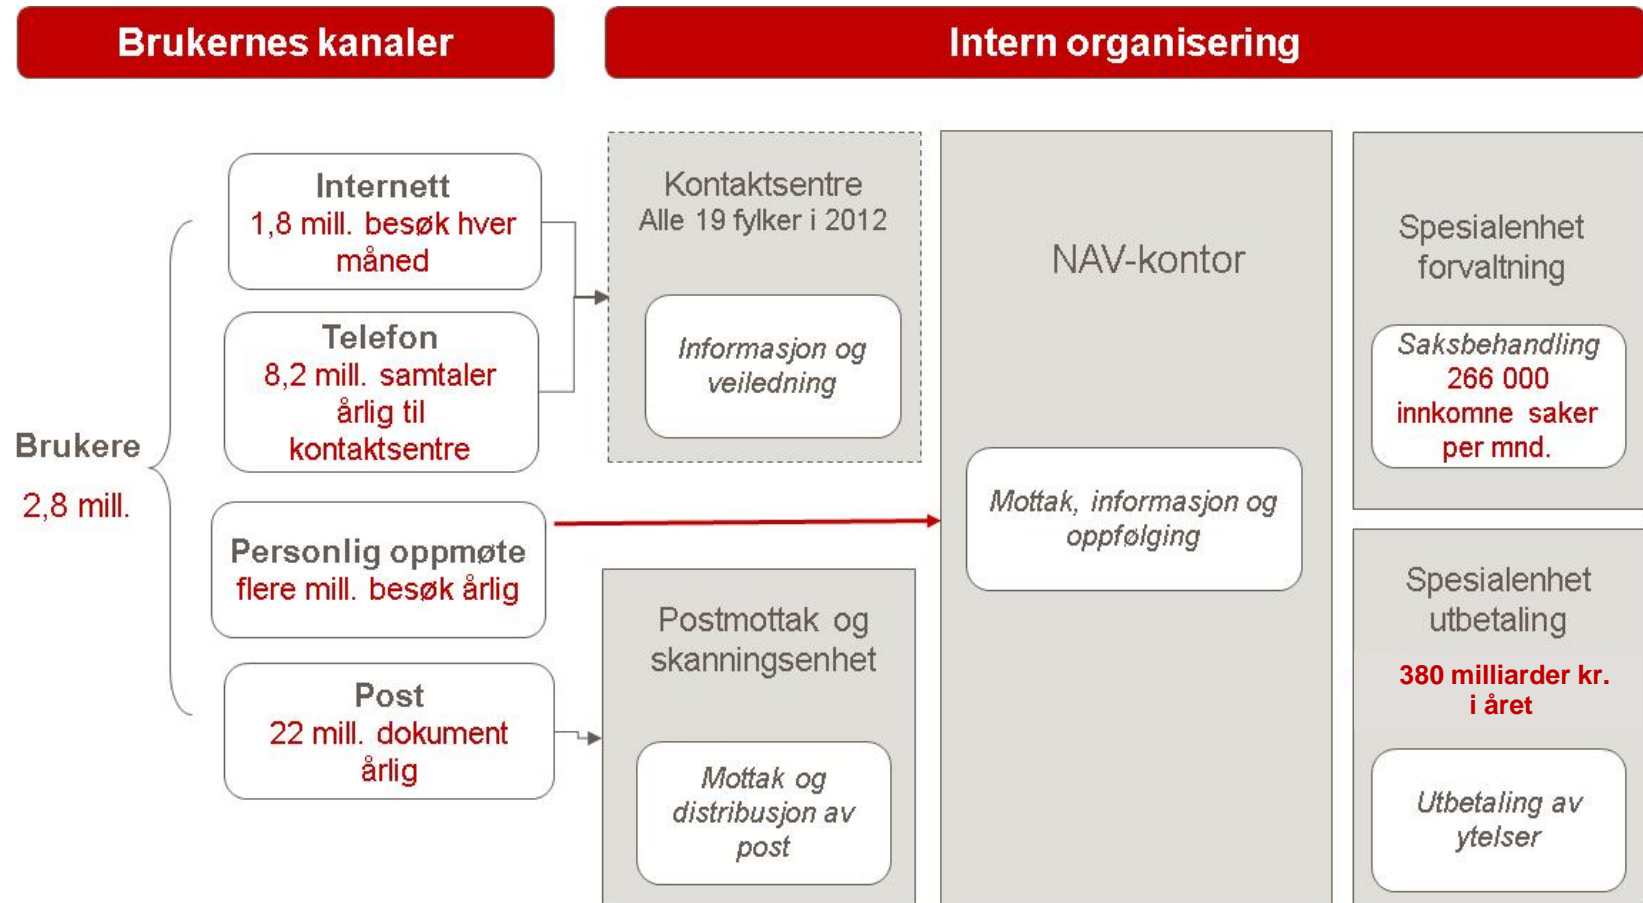 Brukernes kanaler
Intern organisering
Brukere
2,8 mill.
Internett
1,8 mill. besøk hver
måned
Telefon
8,2 mill. samtaler
årlig til
kontaktsentre
Personlig oppmøte
flere mill. besøk årlig
Post
22 mill. dokument
årlig
Kontaktsentre
Alle 19 fylker i 2012
Informasjon og
veiledning
Postmottak og
skanningsenhet
Mottak og
distribusjon av
post
NAV-kontor
Mottak, informasjon og
oppfølging
Spesialenhet
forvaltning
Saksbehandling
266 000
innkomne saker
per mnd.
Spesialenhet
utbetaling
380 milliarder kr.
i året
Utbetaling av
ytelser